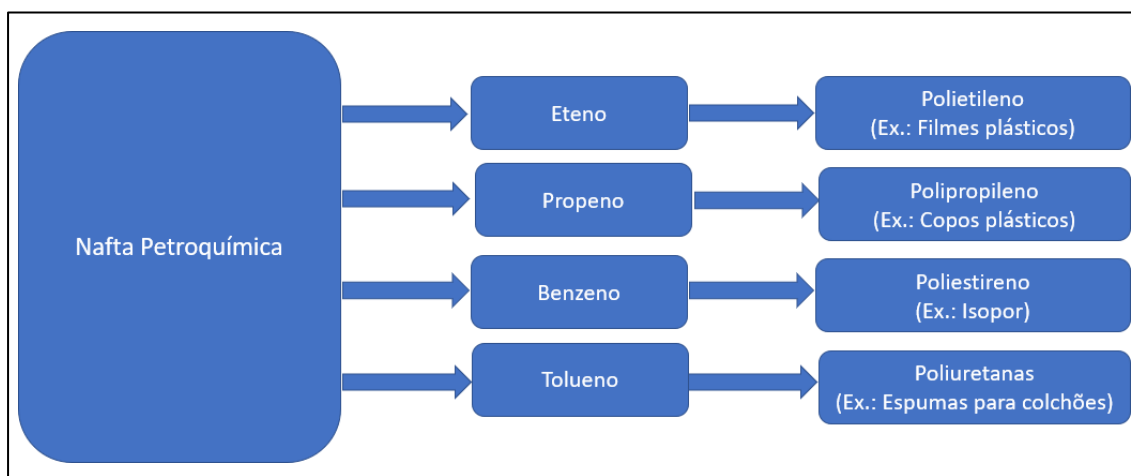 Nafta Petroquímica
Eteno
Polietileno
(Ex.: Filmes plásticos)
Propeno
Polipropileno
(Ex.: Copos plásticos)
Benzeno
Poliestireno
(Ex.: Isopor)
Tolueno
Poliuretanas
(Ex.: Espumas para colchões)